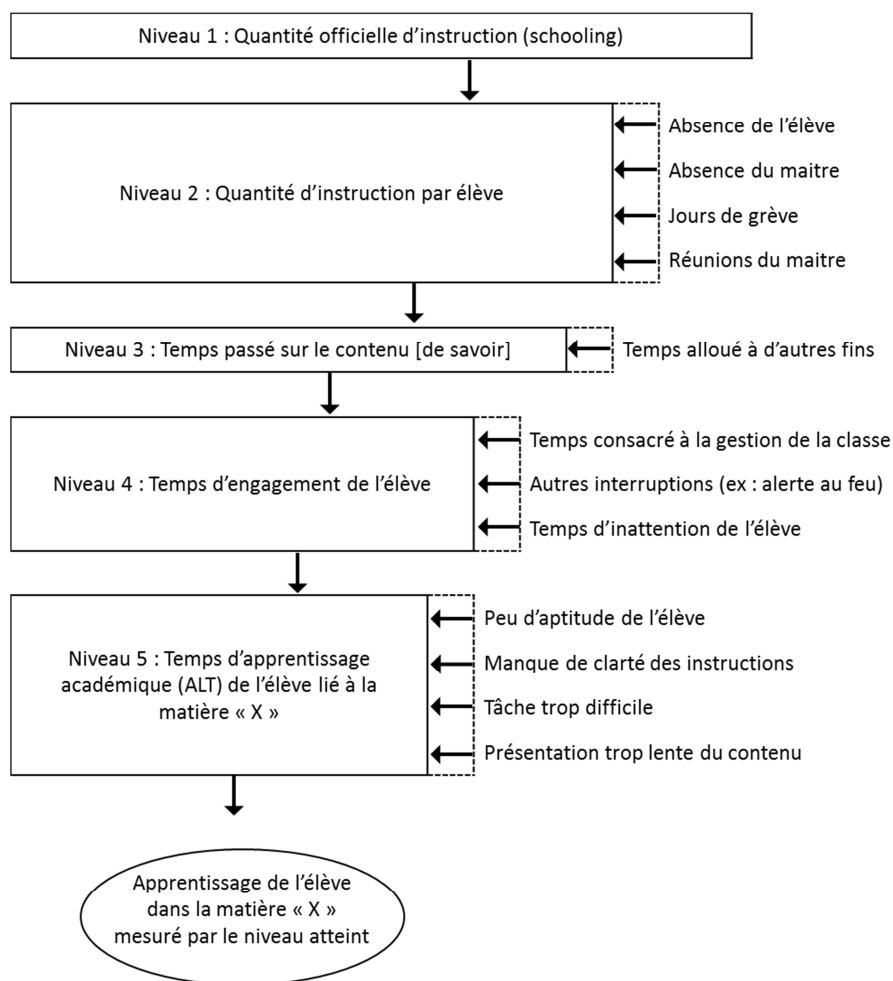 Niveau 1 : Quantité officielle d’instruction (schooling)
Absence de l’élève
Absence du maitre
Niveau 2 : Quantité d’instruction par élève
Jours de grève
Réunions du maitre
Niveau 3 : Temps passé sur le contenu [de savoir]
Temps alloué à d’autres fins
Temps consacré à la gestion de la classe
Niveau 4 : Temps d’engagement de l’élève
Autres interruptions (ex : alerte au feu)
Temps d’inattention de l’élève
Peu d’aptitude de l’élève
Niveau 5 : Temps d’apprentissage
académique (ALT) de l’élève lié à la
matière « X »
Manque de clarté des instructions
Tâche trop difficile
Présentation trop lente du contenu
Apprentissage de l’élève
dans la matière « X »
mesuré par le niveau atteint